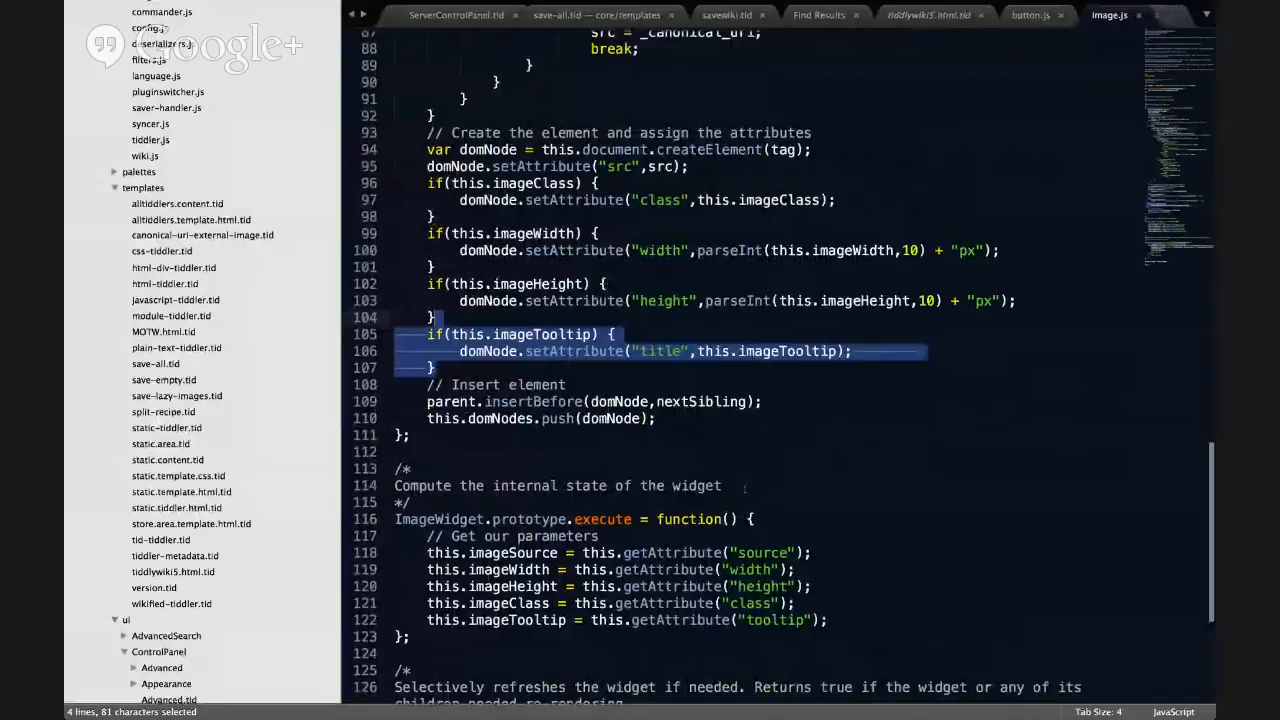 Google+
commander.js
config.js
deserializers.js
filters.js
language.js
pluginswitcher.js
saver-handler.js
syncer.js
tiddler.js
wiki.js
palettes
templates
alltiddlers.content.tid
alltiddlers.template.html.tid
canonical-uri-external-image.tid
css-tiddler.tid
html-div-tiddler.tid
html-tiddler.tid
javascript-tiddler.tid
module-tiddler.tid
MOTW.html.tid
plain-text-tiddler.tid
save-all.tid
save-empty.tid
save-lazy-images.tid
split-recipe.tid
static-tiddler.tid
static.area.tid
static.content.tid
static.template.css.tid
static.template.html.tid
static.tiddler.html.tid
store.area.template.html.tid
tid-tiddler.tid
tiddler-metadata.tid
tiddlywiki5.html.tid
version.tid
wikified-tiddler.tid
ui
AdvancedSearch
ControlPanel
Advanced
Appearance
Advanced.tid
ServerControlPanel.tid × save-all.tid — core/templates × savewiki.tid × Find Results × tiddlywiki5.html.tid × button.js × image.js ×
87 src = _canonical_uri;
88 break;
89 }
90 }
91 }
92 }
93 // Create the element and assign the attributes
94 var domNode = this.document.createElement(tag);
95 domNode.setAttribute("src",src);
96 if(this.imageClass) {
97 domNode.setAttribute("class",this.imageClass);
98 }
99 if(this.imageWidth) {
100 domNode.setAttribute("width",parseInt(this.imageWidth,10) + "px");
101 }
102 if(this.imageHeight) {
103 domNode.setAttribute("height",parseInt(this.imageHeight,10) + "px");
104 }
105 if(this.imageTooltip) {
106 domNode.setAttribute("title",this.imageTooltip);
107 }
108 // Insert element
109 parent.insertBefore(domNode,nextSibling);
110 this.domNodes.push(domNode);
111 };
112
113 /*
114 Compute the internal state of the widget
115 */
116 ImageWidget.prototype.execute = function() {
117 // Get our parameters
118 this.imageSource = this.getAttribute("source");
119 this.imageWidth = this.getAttribute("width");
120 this.imageHeight = this.getAttribute("height");
121 this.imageClass = this.getAttribute("class");
122 this.imageTooltip = this.getAttribute("tooltip");
123 };
124
125 /*
126 Selectively refreshes the widget if needed. Returns true if the widget or any of its
children needed re-rendering
4 lines, 81 characters selected
Tab Size: 4 JavaScript